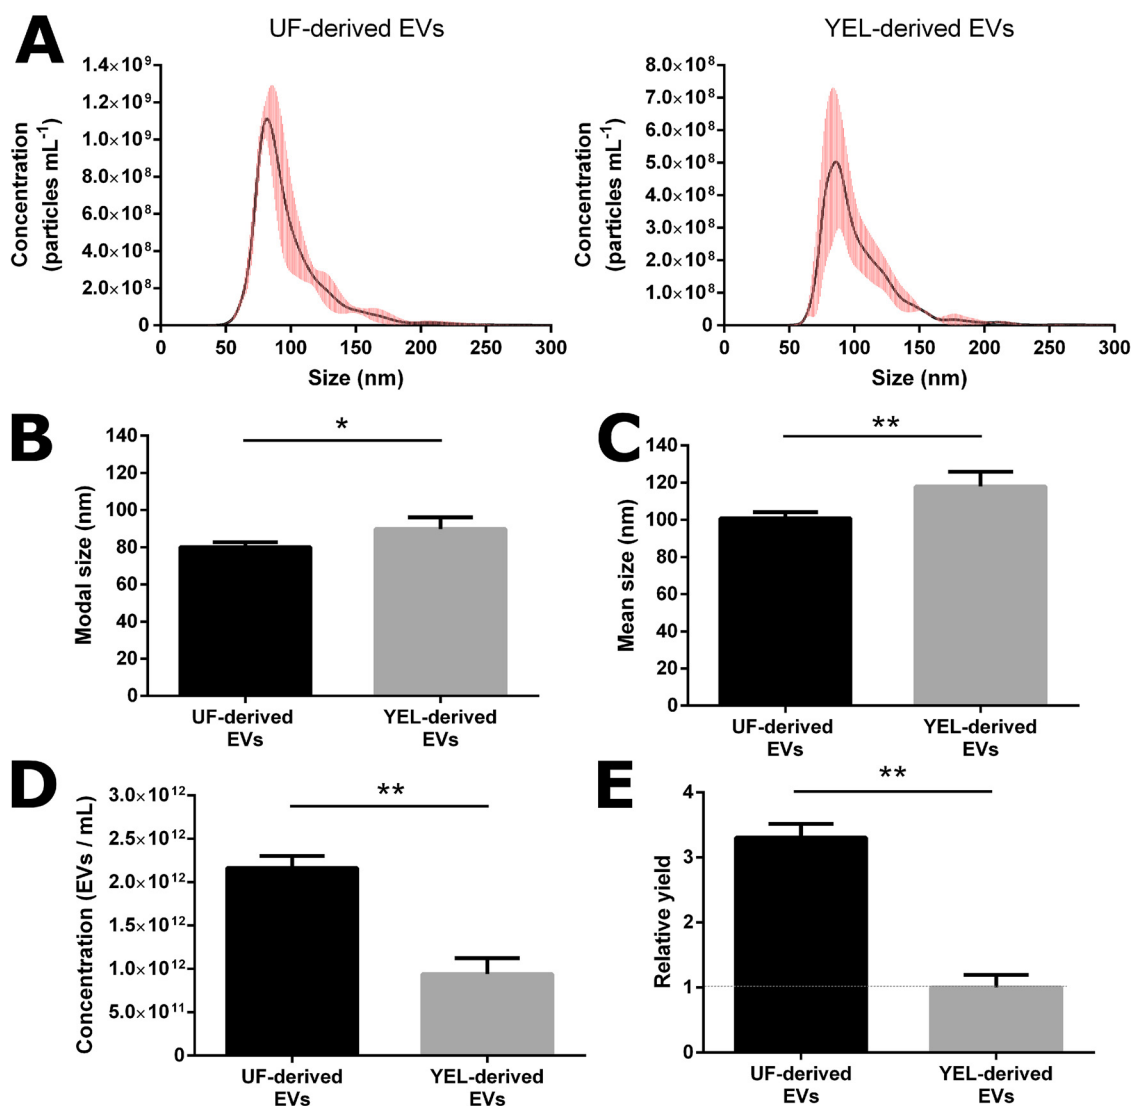 A
UF-derived EVs
YEL-derived EVs
Concentration
(particles mL⁻¹)
1.4×10⁹
1.2×10⁹
1.0×10⁹
8.0×10⁸
6.0×10⁸
4.0×10⁸
2.0×10⁸
0
0 50 100 150 200 250 300
Size (nm)
Concentration
(particles mL⁻¹)
8.0×10⁸
7.0×10⁸
6.0×10⁸
5.0×10⁸
4.0×10⁸
3.0×10⁸
2.0×10⁸
1.0×10⁸
0
0 50 100 150 200 250 300
Size (nm)
B
Modal size (nm)
140
120
100
80
60
40
20
0
*
UF-derived
EVs
YEL-derived
EVs
C
Mean size (nm)
140
120
100
80
60
40
20
0
**
UF-derived
EVs
YEL-derived
EVs
D
Concentration (EVs / mL)
3.0×10¹²
2.5×10¹²
2.0×10¹²
1.5×10¹²
1.0×10¹²
5.0×10¹¹
0
**
UF-derived
EVs
YEL-derived
EVs
E
Relative yield
4
3
2
1
0
**
UF-derived
EVs
YEL-derived
EVs